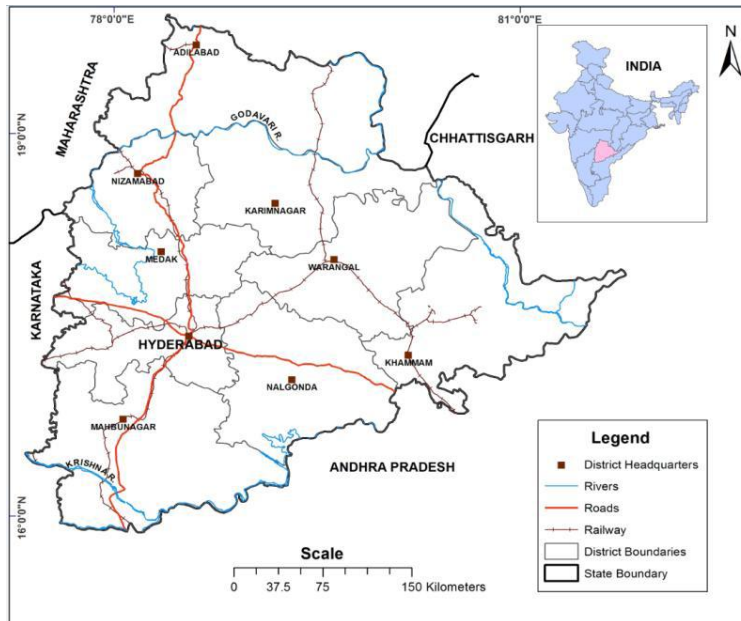 78°0'0"E
81°0'0"E
19°0'0"N
16°0'0"N
N
INDIA
ADILABAD
MAHARASHTRA
GODAVARI R.
CHHATTISGARH
NIZAMABAD
KARIMNAGAR
MEDAK
WARANGAL
KARNATAKA
HYDERABAD
KHAMMAM
NALGONDA
MAHBUNAGAR
KRISHNA R.
ANDHRA PRADESH
Scale
0 37.5 75 150 Kilometers
Legend
District Headquarters
Rivers
Roads
Railway
District Boundaries
State Boundary